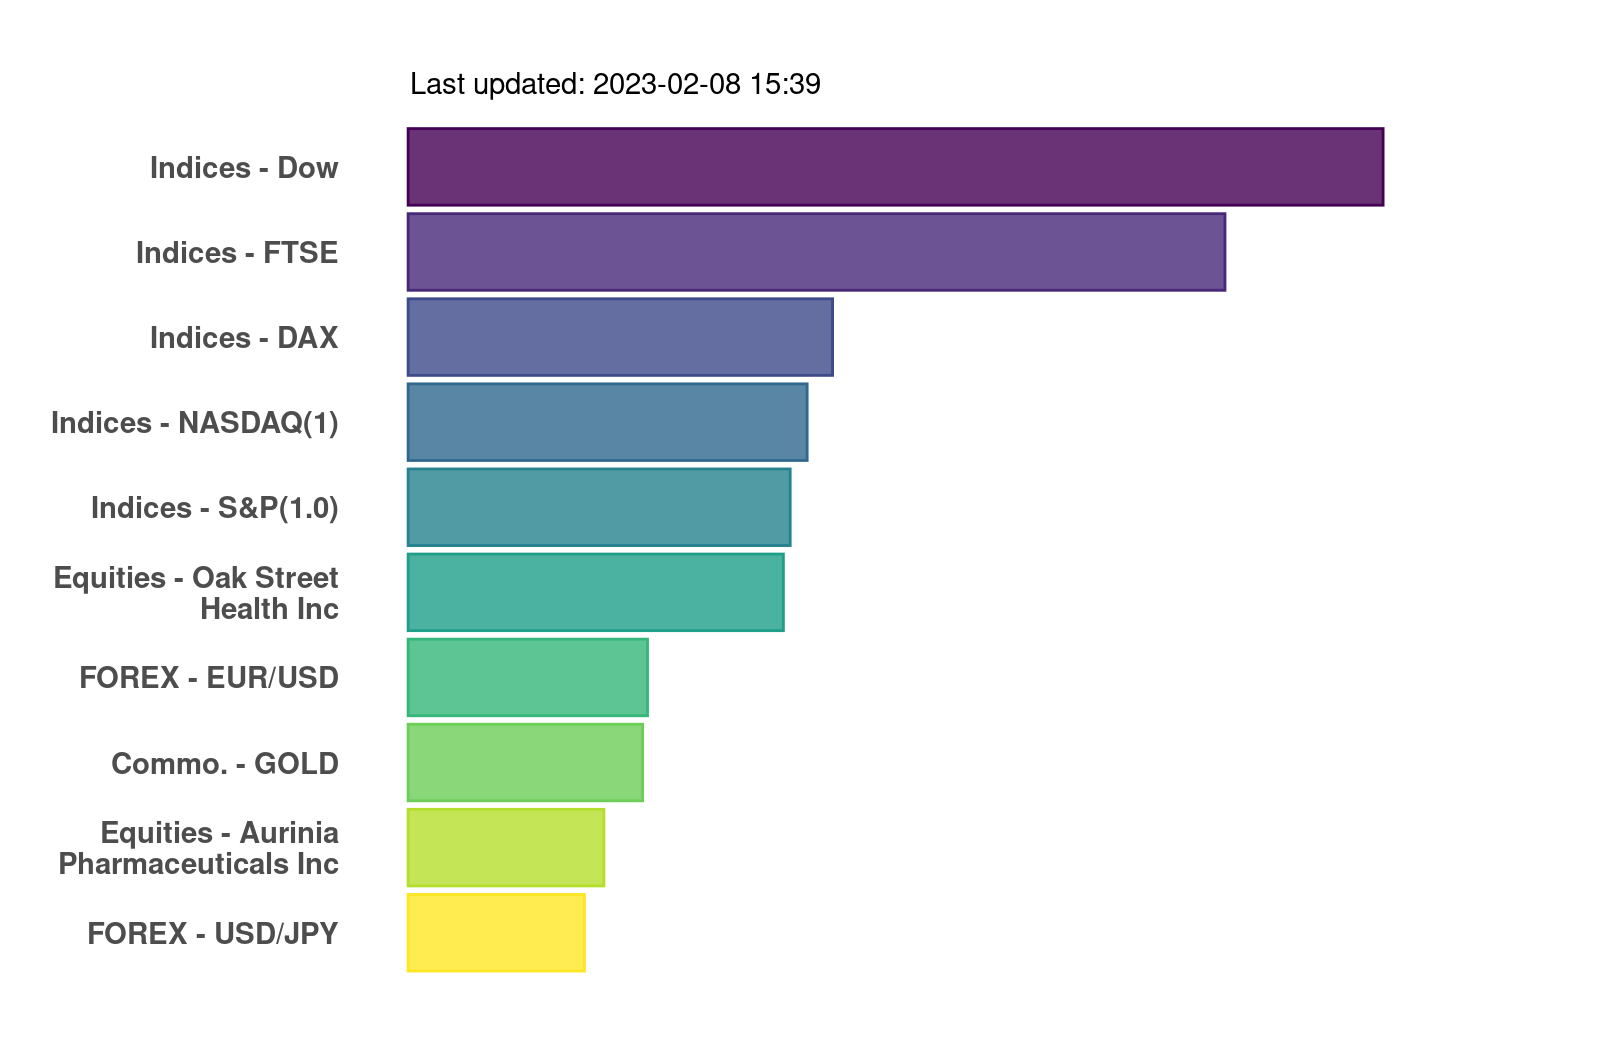 Last updated: 2023-02-08 15:39
Indices - Dow
Indices - FTSE
Indices - DAX
Indices - NASDAQ(1)
Indices - S&P(1.0)
Equities - Oak Street
Health Inc
FOREX - EUR/USD
Commo. - GOLD
Equities - Aurinia
Pharmaceuticals Inc
FOREX - USD/JPY